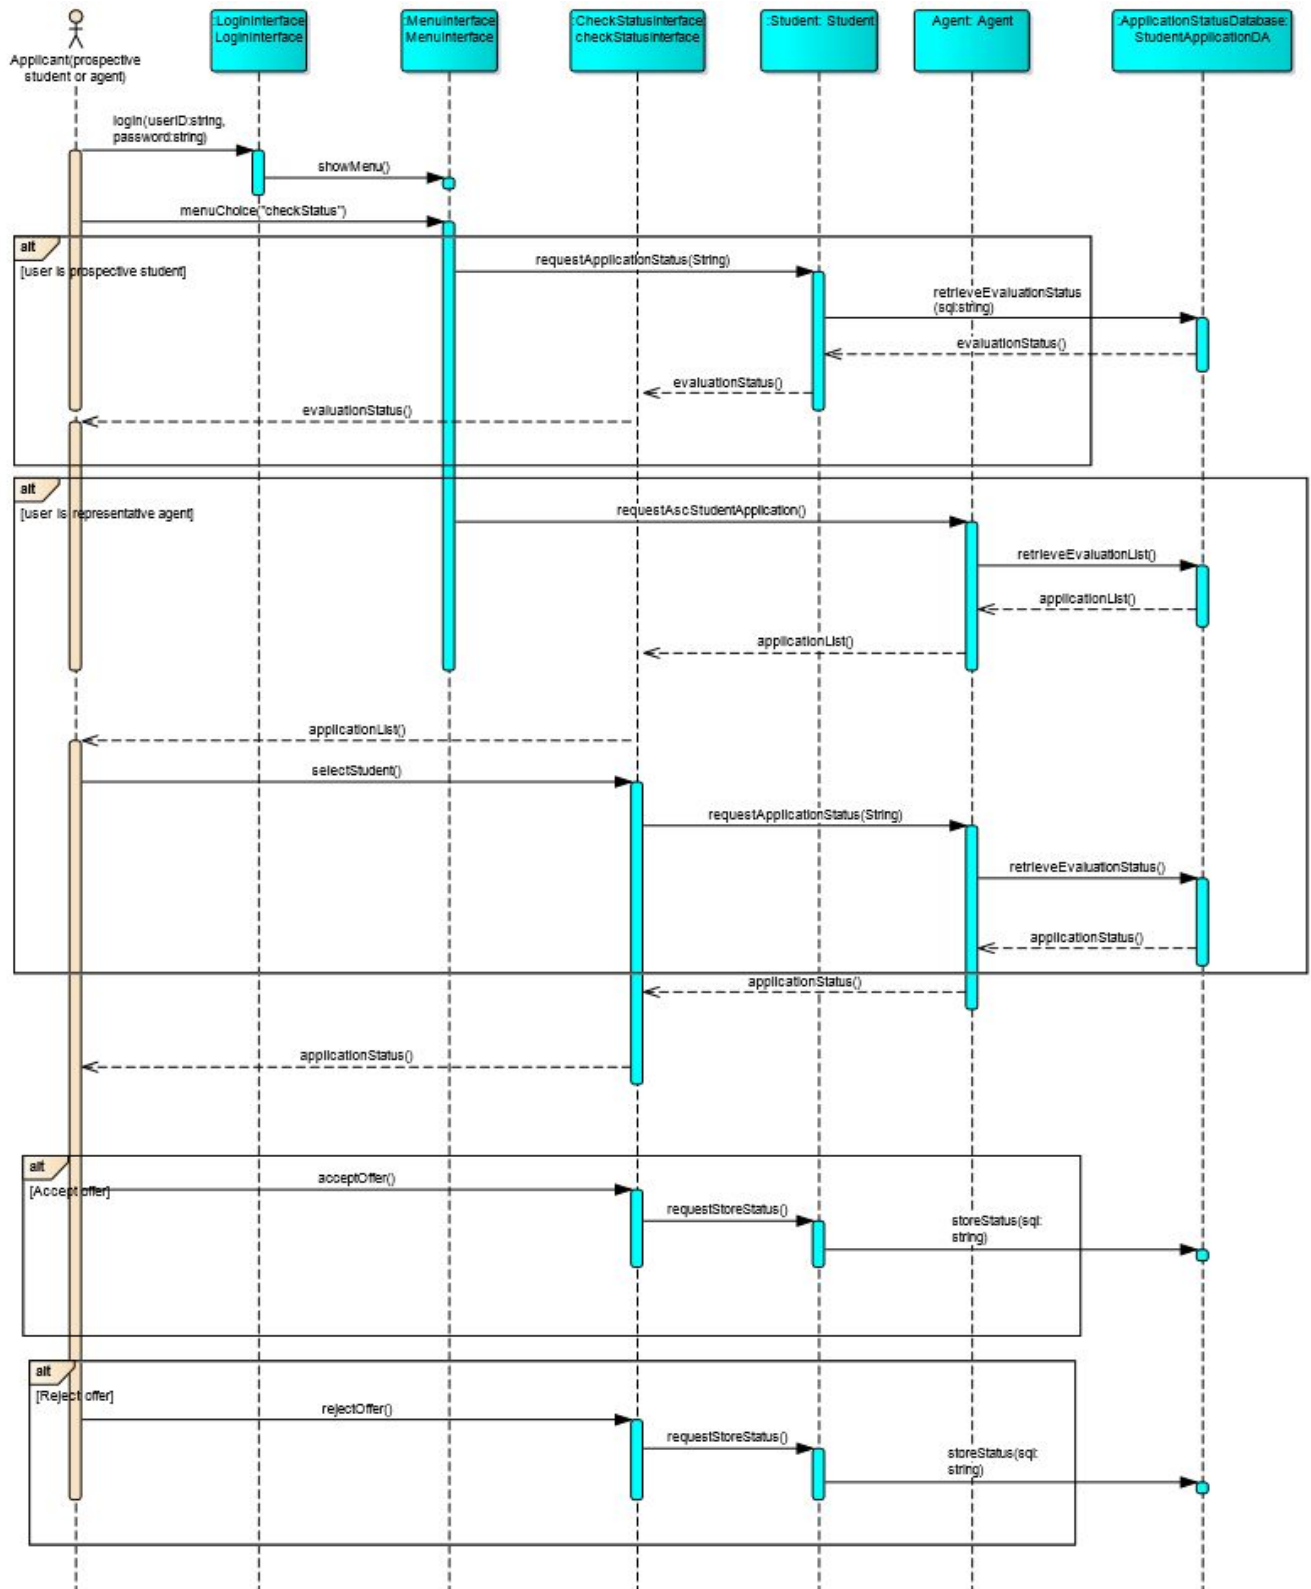 Applicant(prospective
student or agent)
:LoginInterface
LoginInterface
:MenuInterface
MenuInterface
:CheckStatusInterface
checkStatusInterface
:Student: Student
Agent: Agent
:ApplicationStatusDatabase:
StudentApplicationDA
login(userID:string,
password:string)
showMenu()
menuChoice("checkStatus")
alt
[user is prospective student]
requestApplicationStatus(String)
retrieveEvaluationStatus
(sql:string)
evaluationStatus()
evaluationStatus()
evaluationStatus()
alt
[user is representative agent]
requestAscStudentApplication()
retrieveEvaluationList()
applicationList()
applicationList()
applicationList()
selectStudent()
requestApplicationStatus(String)
retrieveEvaluationStatus()
applicationStatus()
applicationStatus()
applicationStatus()
alt
[Accept offer]
acceptOffer()
requestStoreStatus()
storeStatus(sql:
string)
alt
[Reject offer]
rejectOffer()
requestStoreStatus()
storeStatus(sql:
string)